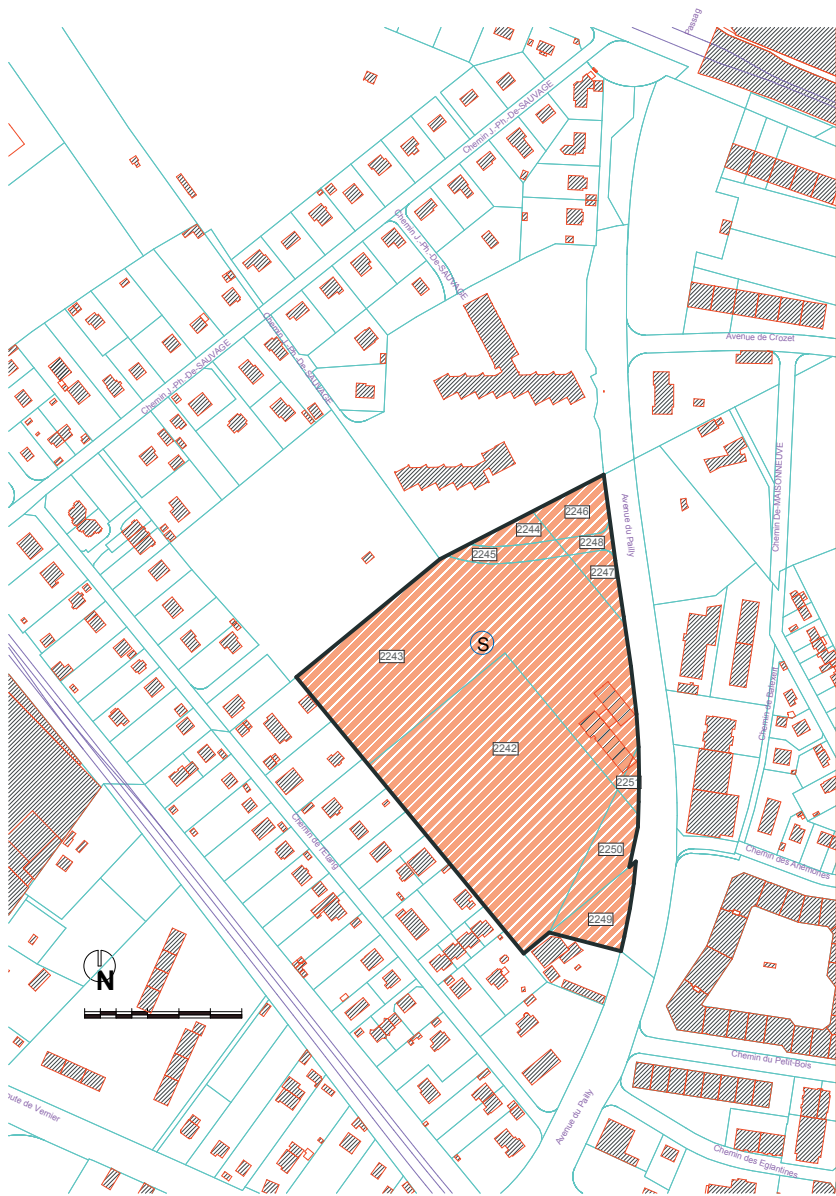 Passag
Chemin J.-Ph.-De-SAUVAGE
Chemin J.-Ph.-De-SAUVAGE
Chemin J.-Ph.-De-SAUVAGE
Chemin J.-Ph.-De-SAUVAGE
Avenue de Crozet
Chemin De-MAISONNEUVE
Avenue du Pailly
2246
2244
2248
2245
2247
S
2243
2242
Chemin de Balexert
2251
Chemin de l'Etang
2250
Chemin des Anémones
2249
N
Chemin du Petit-Bois
oute de Vernier
Avenue du Pailly
Chemin des Eglantines